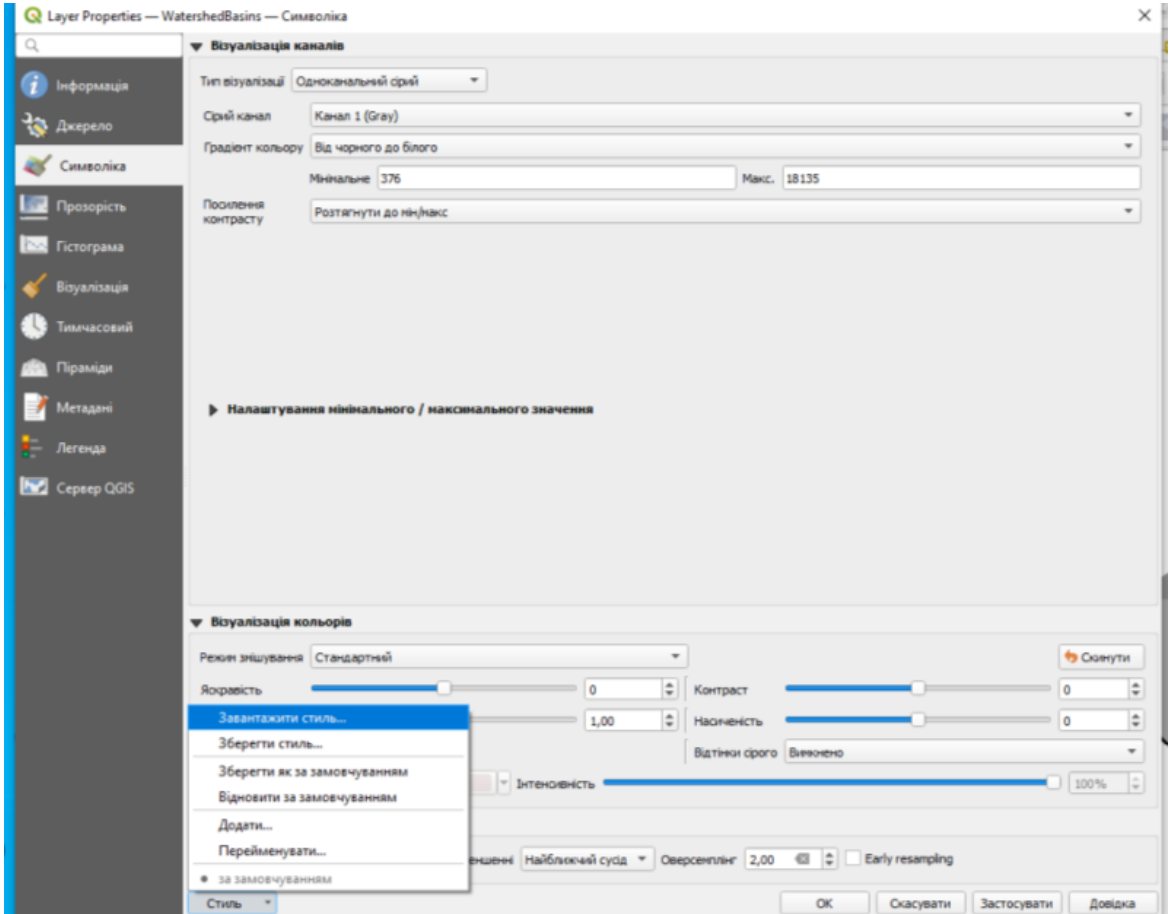 Layer Properties — WatershedBasins — Символіка
Візуалізація каналів
Інформація
Джерело
Символіка
Прозорість
Гістограма
Візуалізація
Тимчасовий
Піраміди
Метадані
Легенда
Сервер QGIS
Тип візуалізації Одноканальний сірий
Сірий канал Канал 1 (Gray)
Градієнт кольору Від чорного до білого
Мінімальне 376 Макс. 18135
Посилення
контрасту
Розтягнути до мін/макс
Налаштування мінімального / максимального значення
Візуалізація кольорів
Режим змішування Стандартний Скинути
Яскравість 0 Контраст 0
1,00 Насиченість 0
Відтінки сірого Вимкнено
Інтенсивність 100%
Завантажити стиль...
Зберегти стиль...
Зберегти як за замовчуванням
Відновити за замовчуванням
Додати...
Перейменувати...
за замовчуванням
Найближчий сусід Оверсемплінг 2,00 Early resampling
Стиль ОК Скасувати Застосувати Довідка